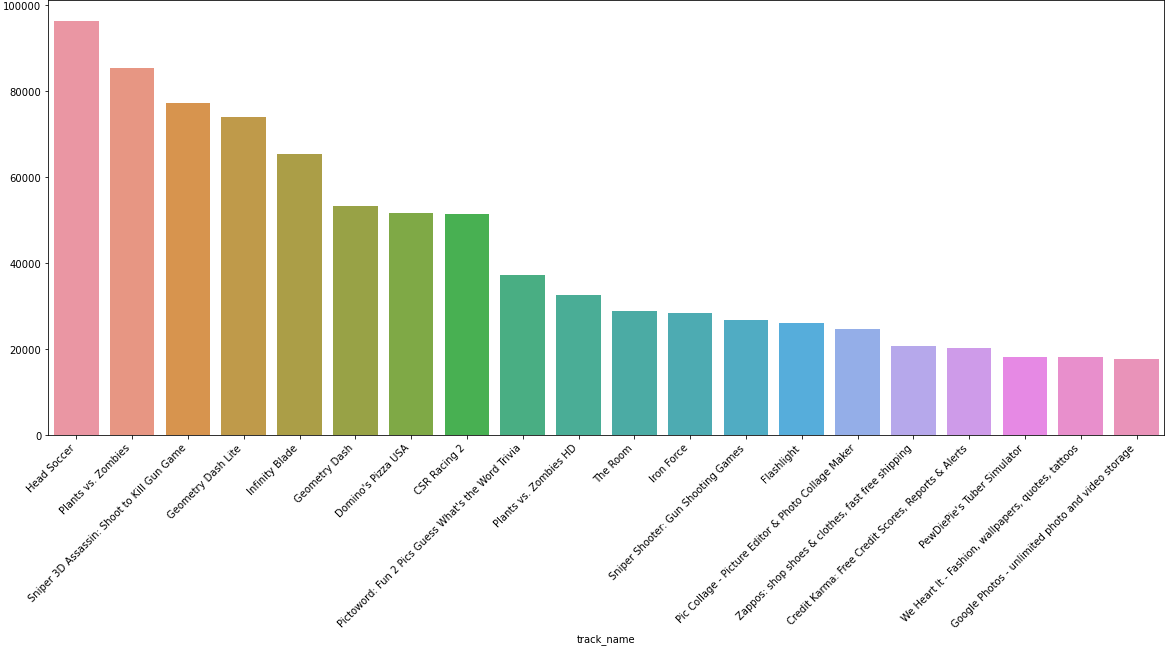 100000
80000
60000
40000
20000
0
Head Soccer
Plants vs. Zombies
Sniper 3D Assassin: Shoot to Kill Gun Game
Geometry Dash Lite
Infinity Blade
Geometry Dash
Domino's Pizza USA
CSR Racing 2
Pictoword: Fun 2 Pics Guess What's the Word Trivia
Plants vs. Zombies HD
The Room
Iron Force
Sniper Shooter: Gun Shooting Games
Flashlight
Pic Collage - Picture Editor & Photo Collage Maker
Zappos: shop shoes & clothes, fast free shipping
Credit Karma: Free Credit Scores, Reports & Alerts
PewDiePie's Tuber Simulator
We Heart It - Fashion, wallpapers, quotes, tattoos
Google Photos - unlimited photo and video storage
track_name